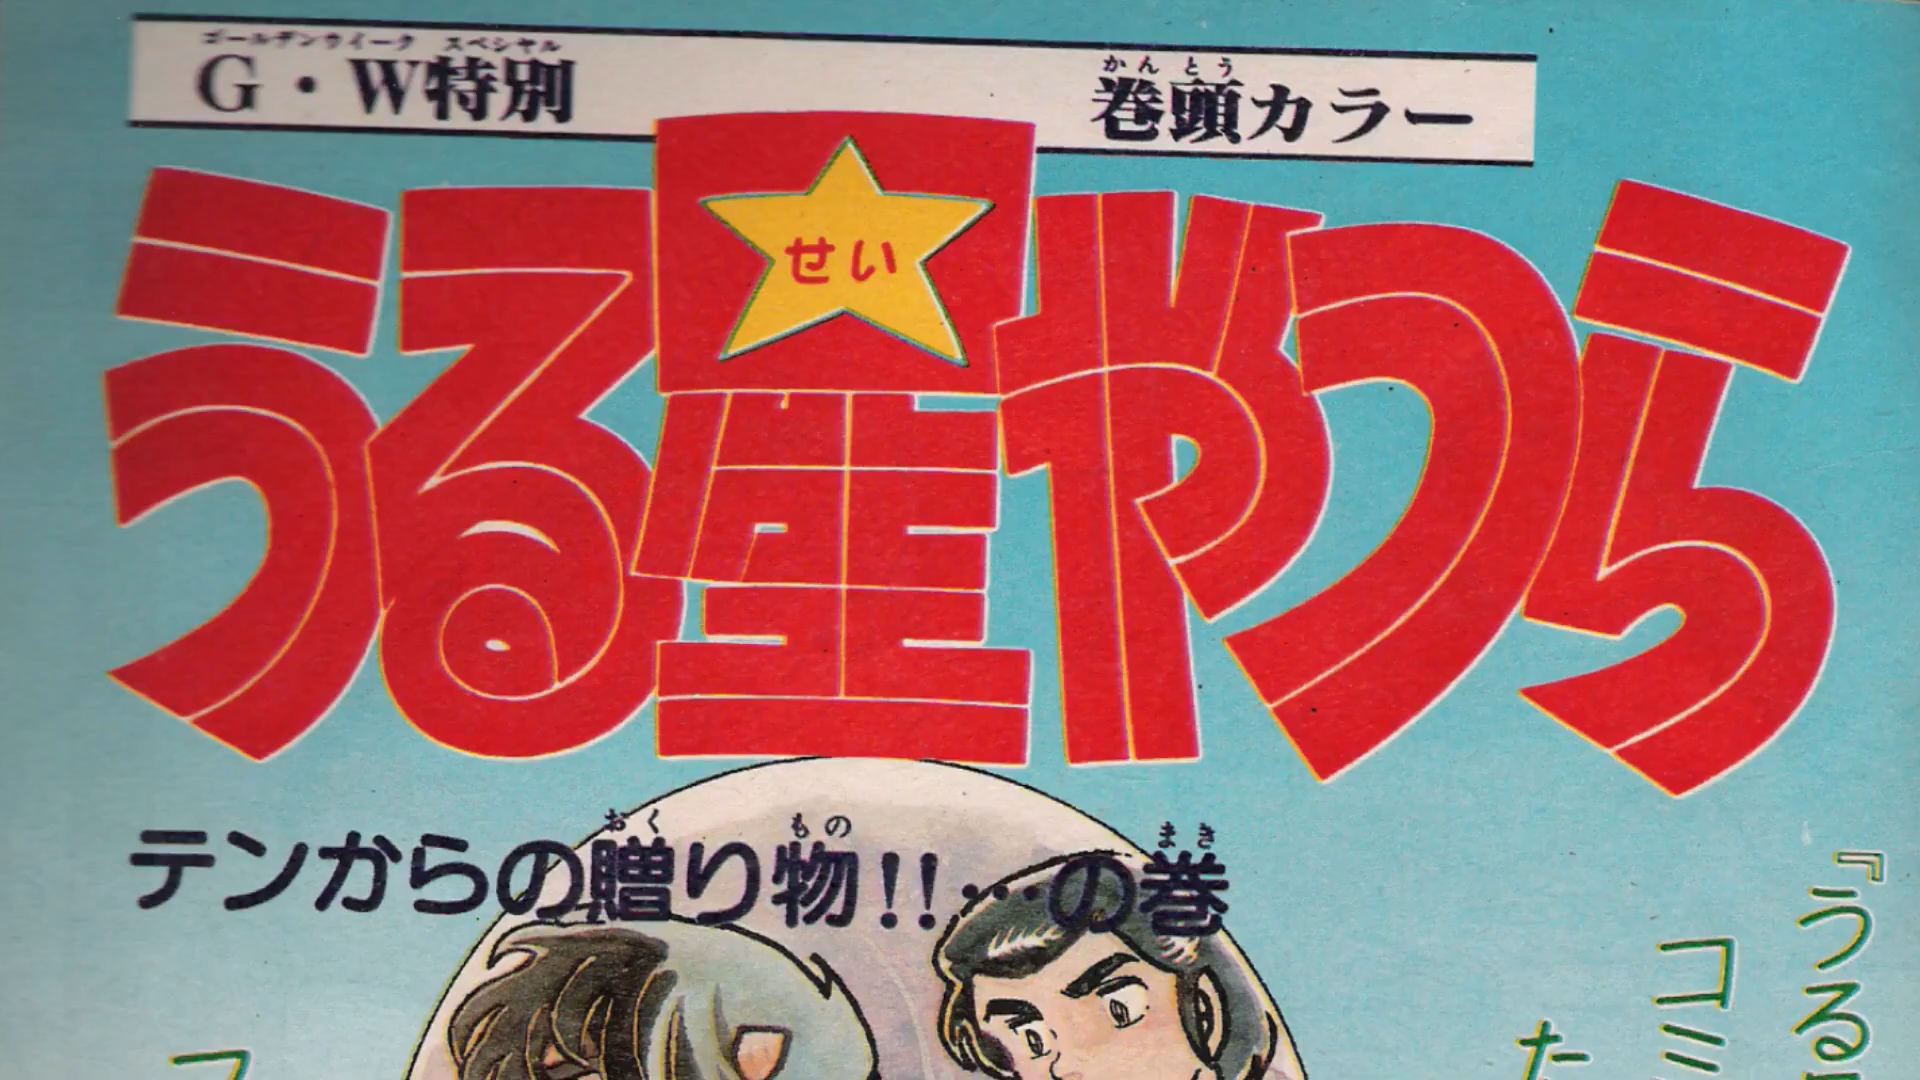 ゴールデンウイーク スペシャル
G・W特別
かんとう
巻頭カラー
せい
うる星やつら
おく もの まき
テンからの贈り物!!…の巻
『うる
コミ
た